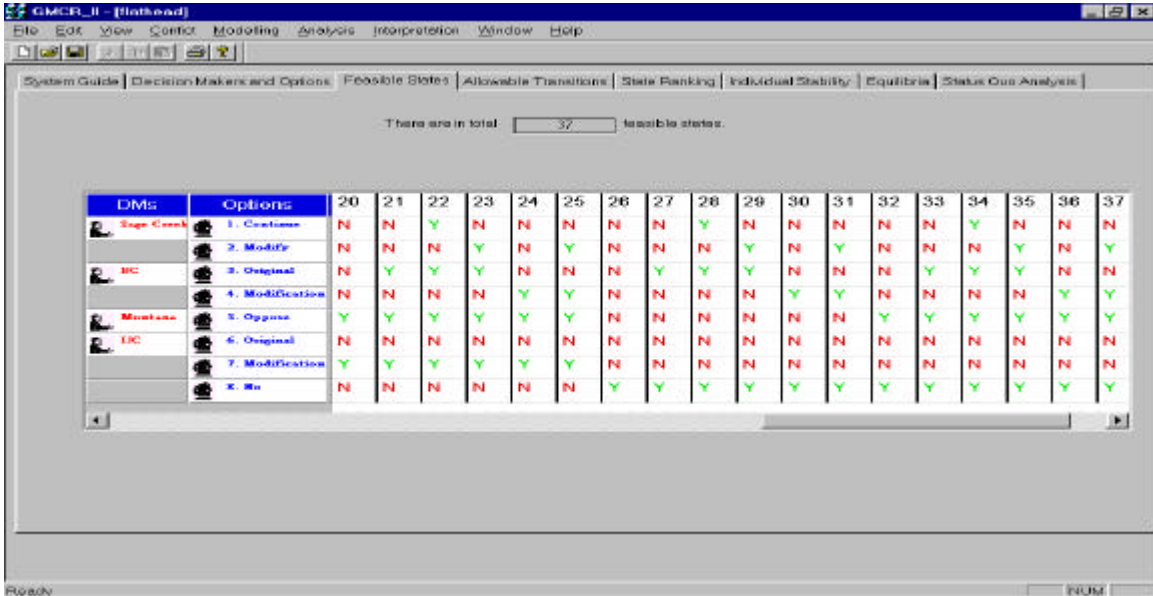 GMCR_II - [flathead]
File Edit View Conflct Modelling Analysis Interpretation Window Help
System Guide Decision Makers and Options Feasible States Allowable Transitions State Ranking Individual Stability Equilibria Status Quo Analysis
There are in total 37 feasible states.
DMs Options 20 21 22 23 24 25 26 27 28 29 30 31 32 33 34 35 36 37
Sage Creek 1. Continue N N Y N N N N N Y N N N N N Y N N N
2. Modify N N N Y N Y N N N Y N Y N N N Y N Y
BC 3. Original N Y Y Y N N N Y Y Y N N N Y Y Y N N
4. Modification N N N N Y Y N N N N Y Y N N N N Y Y
Montana 5. Oppose Y Y Y Y Y Y N N N N N N Y Y Y Y Y Y
IJC 6. Original N N N N N N N N N N N N N N N N N N
7. Modification Y Y Y Y Y Y N N N N N N N N N N N N
8. No N N N N N N Y Y Y Y Y Y Y Y Y Y Y Y
Ready NUM